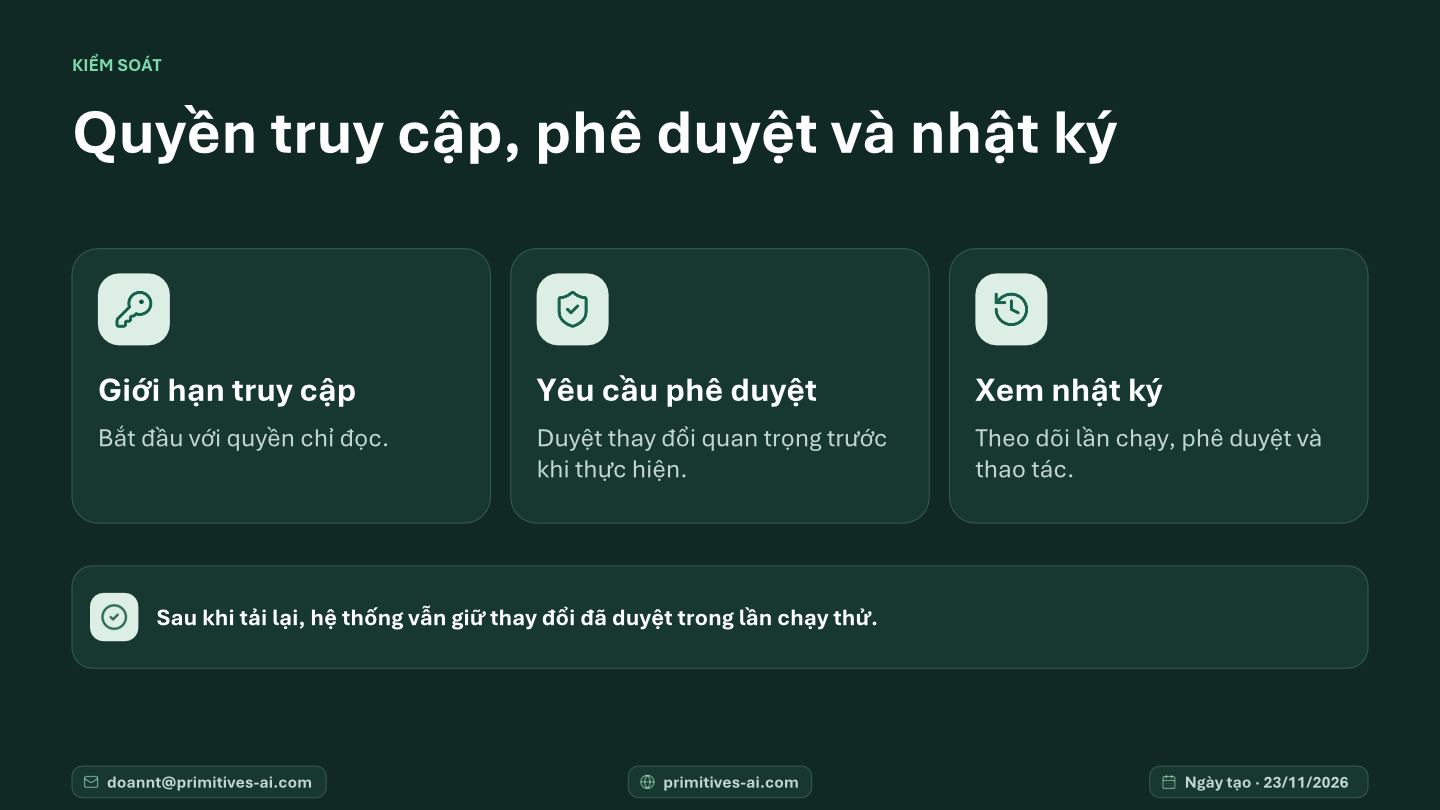 KIỂM SOÁT
Quyền truy cập, phê duyệt và nhật ký
Giới hạn truy cập
Bắt đầu với quyền chỉ đọc.
Yêu cầu phê duyệt
Duyệt thay đổi quan trọng trước
khi thực hiện.
Xem nhật ký
Theo dõi lần chạy, phê duyệt và
thao tác.
Sau khi tải lại, hệ thống vẫn giữ thay đổi đã duyệt trong lần chạy thử.
doannt@primitives-ai.com
primitives-ai.com
Ngày tạo · 23/11/2026